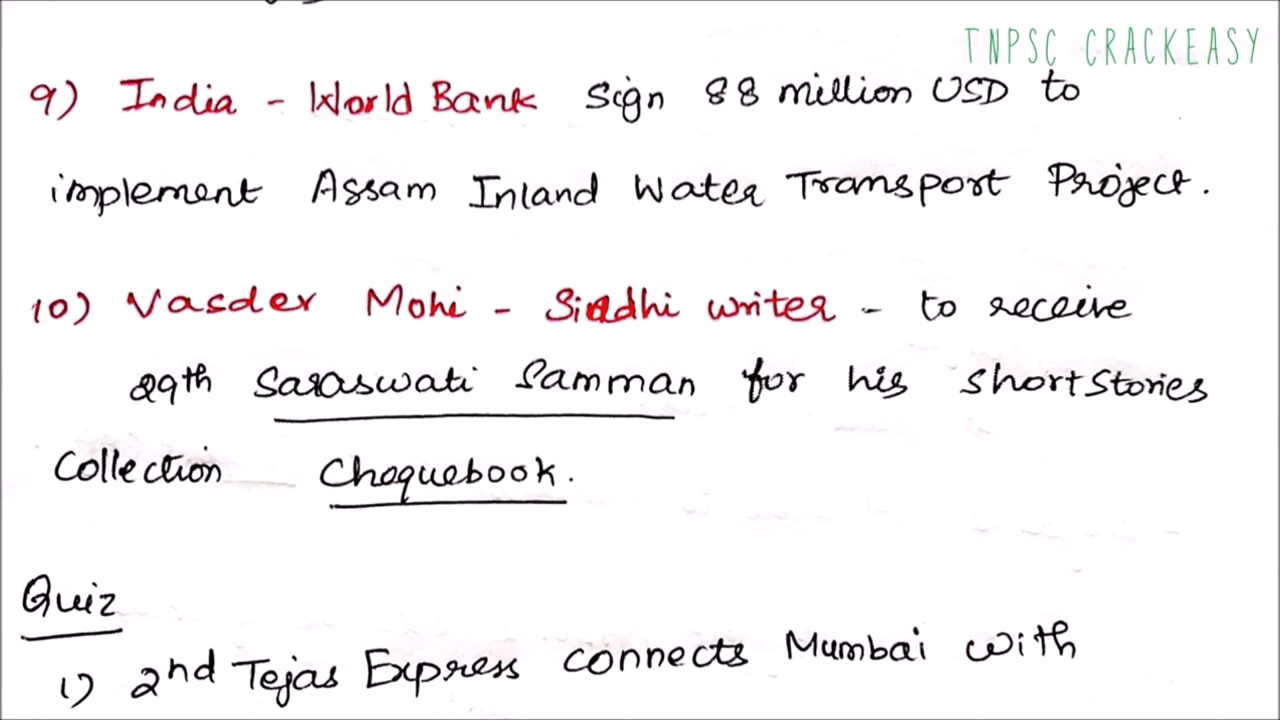 TNPSC CRACKEASY
9) India - World Bank Sign 88 million USD to
implement Assam Inland Water Transport Project.
10) Vasdev Mohi - Sindhi writer - to receive
29th Saraswati Samman for his short stories
Collection Chequebook.
Quiz
1) 2nd Tejas Express connects Mumbai with